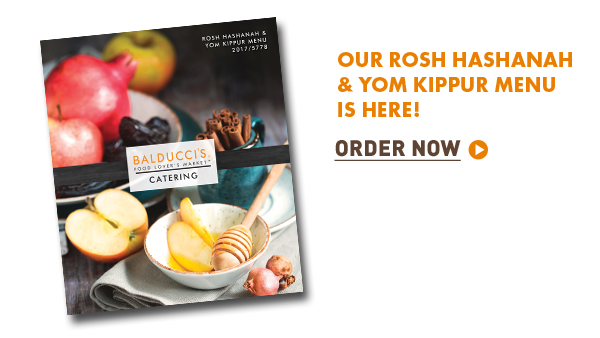 ROSH HASHANAH &
YOM KIPPUR MENU
2017/5778
BALDUCCI'S
FOOD LOVER'S MARKET
CATERING
OUR ROSH HASHANAH
& YOM KIPPUR MENU
IS HERE!
ORDER NOW